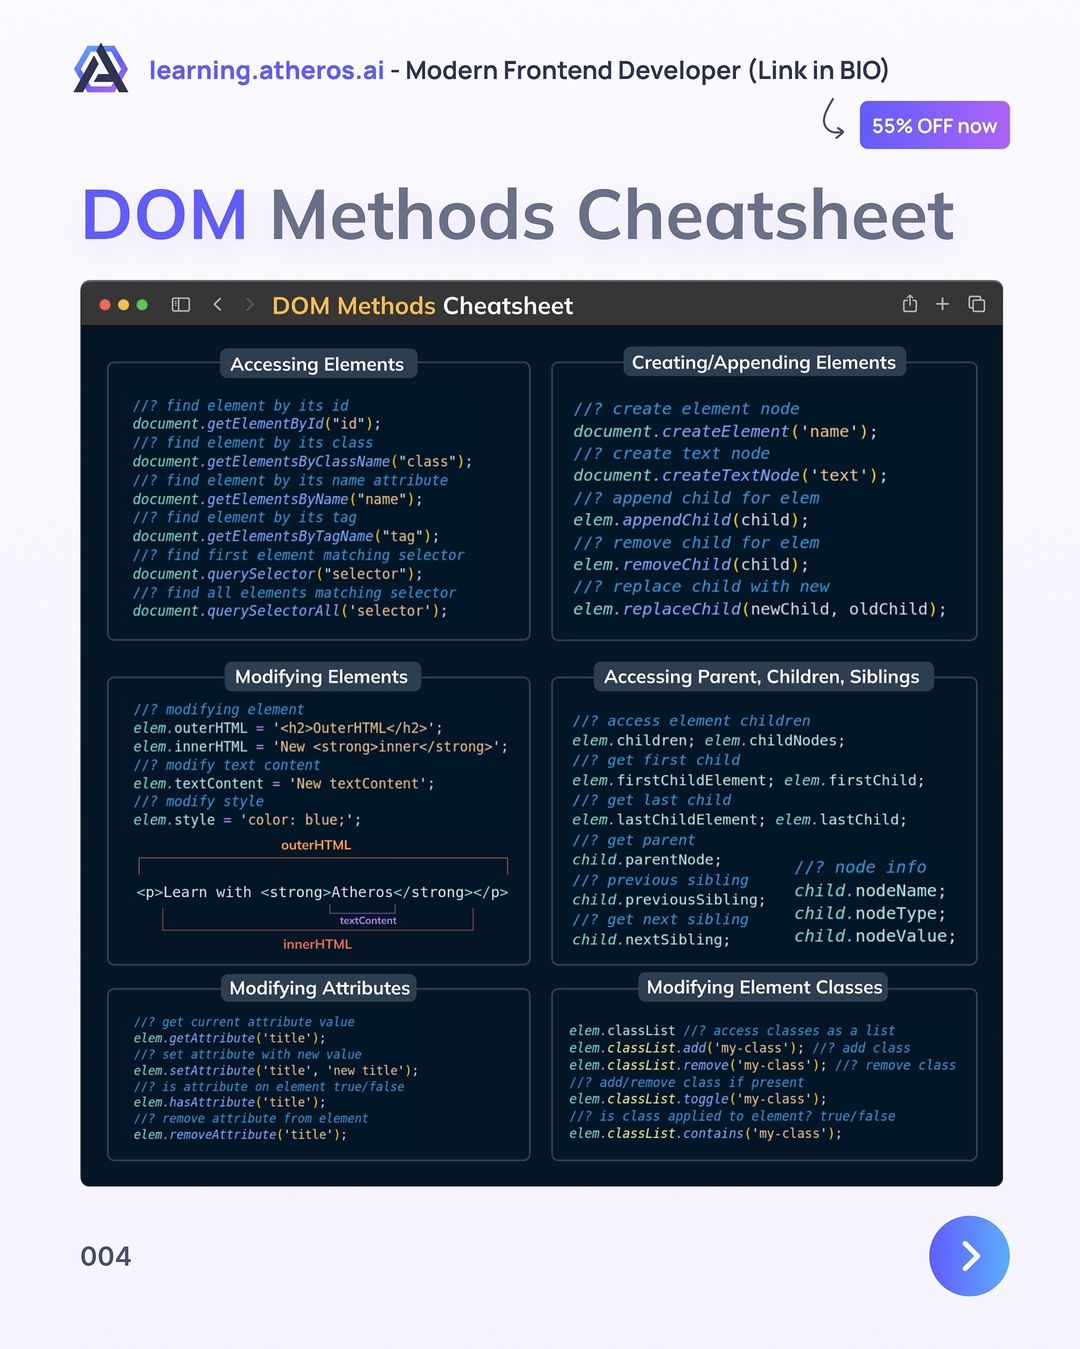 learning.atheros.ai - Modern Frontend Developer (Link in BIO)
55% OFF now
DOM Methods Cheatsheet
DOM Methods Cheatsheet
Accessing Elements
//? find element by its id
document.getElementById("id");
//? find element by its class
document.getElementsByClassName("class");
//? find element by its name attribute
document.getElementsByName("name");
//? find element by its tag
document.getElementsByTagName("tag");
//? find first element matching selector
document.querySelector("selector");
//? find all elements matching selector
document.querySelectorAll('selector');
Creating/Appending Elements
//? create element node
document.createElement('name');
//? create text node
document.createTextNode('text');
//? append child for elem
elem.appendChild(child);
//? remove child for elem
elem.removeChild(child);
//? replace child with new
elem.replaceChild(newChild, oldChild);
Modifying Elements
//? modifying element
elem.outerHTML = '<h2>OuterHTML</h2>';
elem.innerHTML = 'New <strong>inner</strong>';
//? modify text content
elem.textContent = 'New textContent';
//? modify style
elem.style = 'color: blue;';
outerHTML
<p>Learn with <strong>Atheros</strong></p>
textContent
innerHTML
Accessing Parent, Children, Siblings
//? access element children
elem.children; elem.childNodes;
//? get first child
elem.firstChildElement; elem.firstChild;
//? get last child
elem.lastChildElement; elem.lastChild;
//? get parent
child.parentNode;
//? previous sibling
child.previousSibling;
//? get next sibling
child.nextSibling;
//? node info
child.nodeName;
child.nodeType;
child.nodeValue;
Modifying Attributes
//? get current attribute value
elem.getAttribute('title');
//? set attribute with new value
elem.setAttribute('title', 'new title');
//? is attribute on element true/false
elem.hasAttribute('title');
//? remove attribute from element
elem.removeAttribute('title');
Modifying Element Classes
elem.classList //? access classes as a list
elem.classList.add('my-class'); //? add class
elem.classList.remove('my-class'); //? remove class
//? add/remove class if present
elem.classList.toggle('my-class');
//? is class applied to element? true/false
elem.classList.contains('my-class');
004